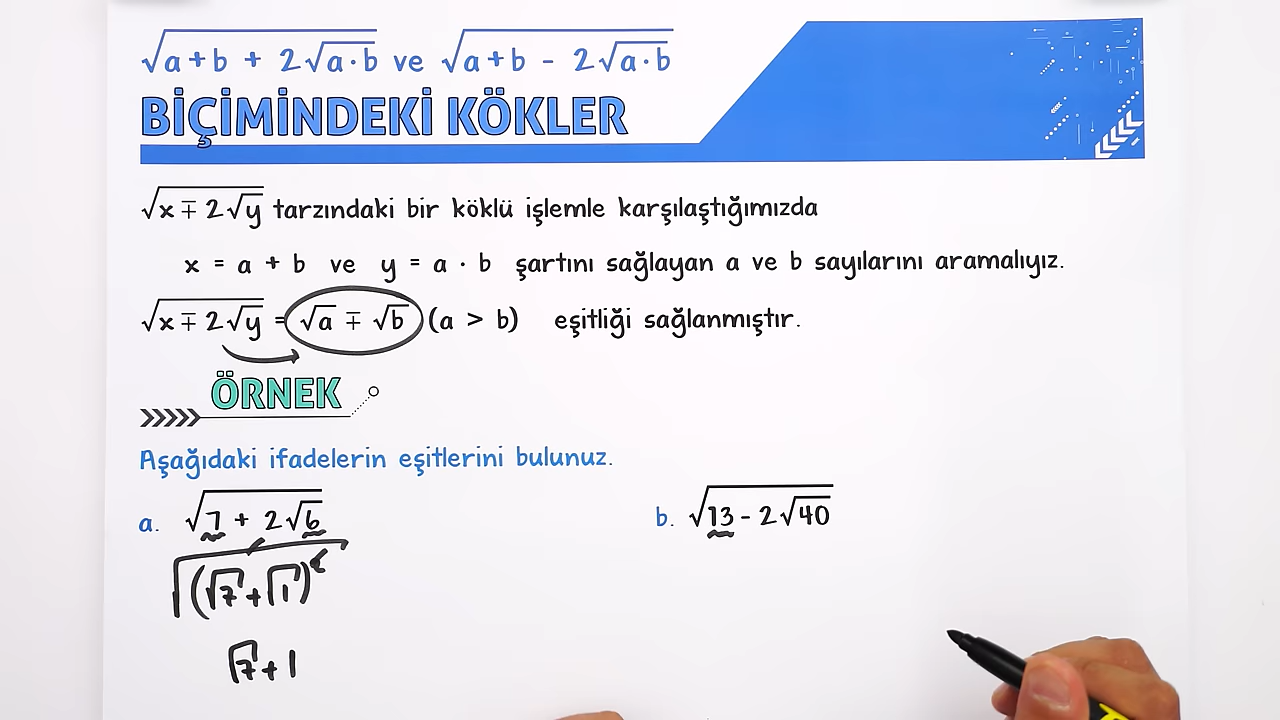 √(a+b + 2√(a·b)) ve √(a+b - 2√(a·b))
BİÇİMİNDEKİ KÖKLER
√(x ∓ 2√y) tarzındaki bir köklü işlemle karşılaştığımızda
x = a + b ve y = a · b şartını sağlayan a ve b sayılarını aramalıyız.
√(x ∓ 2√y) = √a ∓ √b (a > b) eşitliği sağlanmıştır.
ÖRNEK
Aşağıdaki ifadelerin eşitlerini bulunuz.
a. √(7 + 2√6)
b. √(13 - 2√40)
√((√7 + √1)²)
√7 + 1